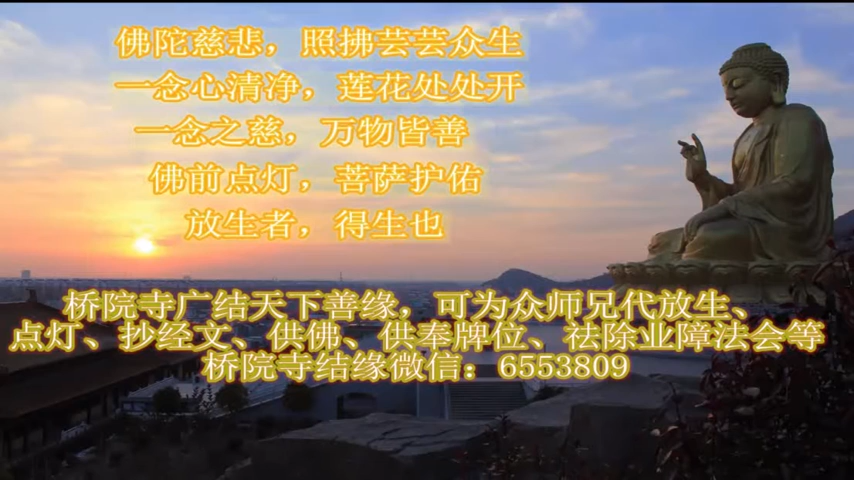 佛陀慈悲，照拂芸芸众生
一念心清净，莲花处处开
一念之慈，万物皆善
佛前点灯，菩萨护佑
放生者，得生也
桥院寺广结天下善缘，可为众师兄代放生、
点灯、抄经文、供佛、供奉牌位、祛除业障法会等
桥院寺结缘微信：6553809